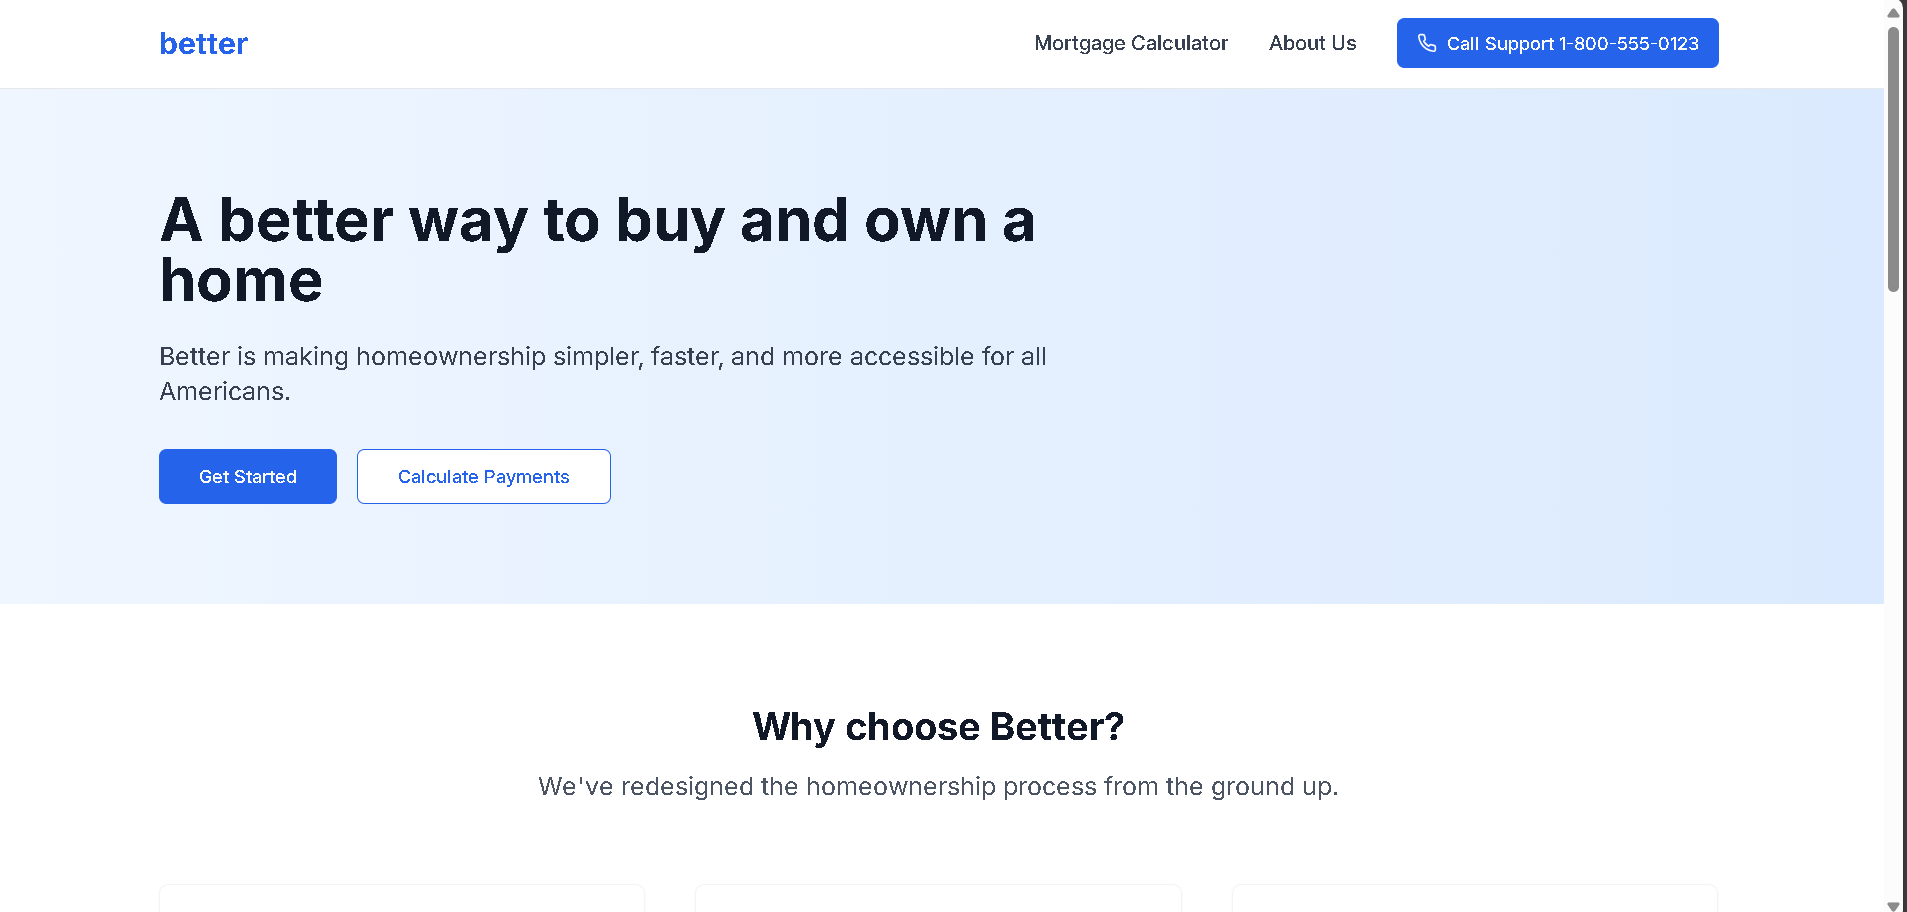 better
Mortgage Calculator
About Us
Call Support 1-800-555-0123
A better way to buy and own a
home
Better is making homeownership simpler, faster, and more accessible for all
Americans.
Get Started
Calculate Payments
Why choose Better?
We've redesigned the homeownership process from the ground up.